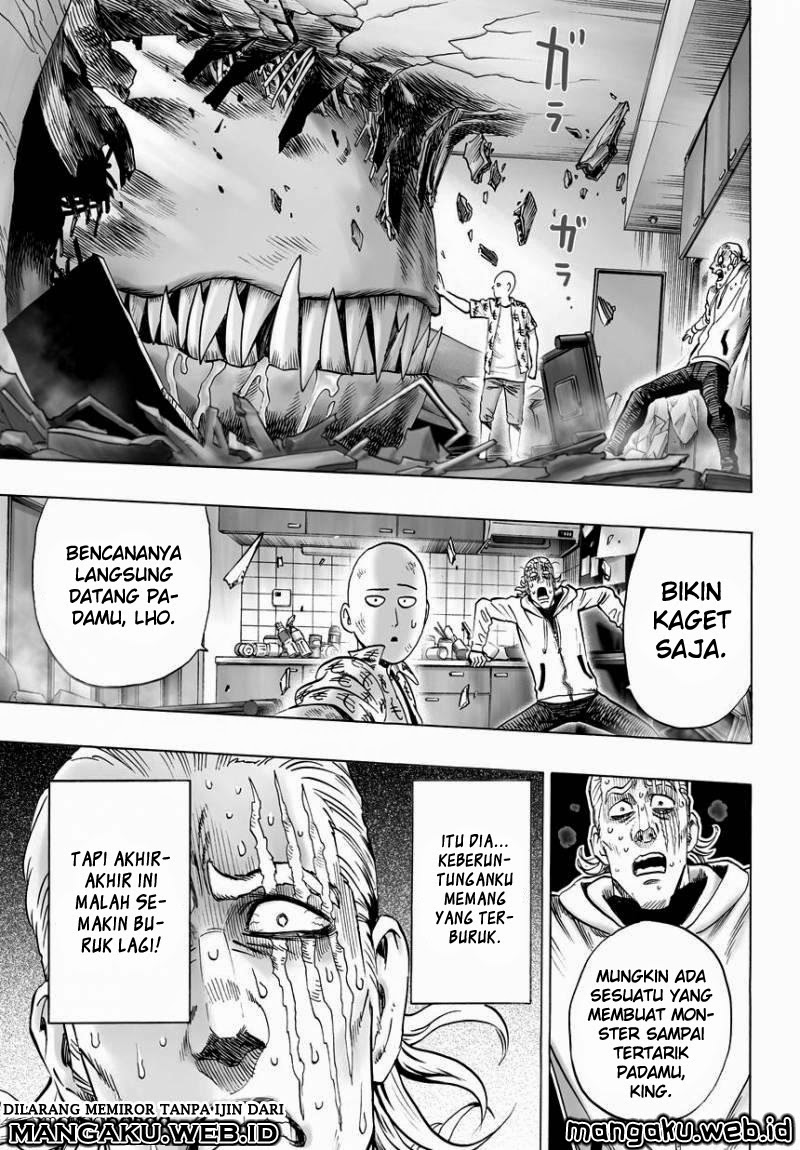 ガラ
ガラ
BIKIN
KAGET
SAJA.
BENCANANYA
LANGSUNG
DATANG PA-
DAMU, LHO.
MUNGKIN ADA
SESUATU YANG
MEMBUAT MON-
STER SAMPAI
TERTARIK
PADAMU,
KING.
ITU DIA...
KEBERUN-
TUNGANKU
MEMANG
YANG TER-
BURUK.
TAPI AKHIR-
AKHIR INI
MALAH SE-
MAKIN BU-
RUK LAGI!
DILARANG MEMIROR TANPA IJIN DARI
MANGAKU.WEB.ID
mangaku.web.id